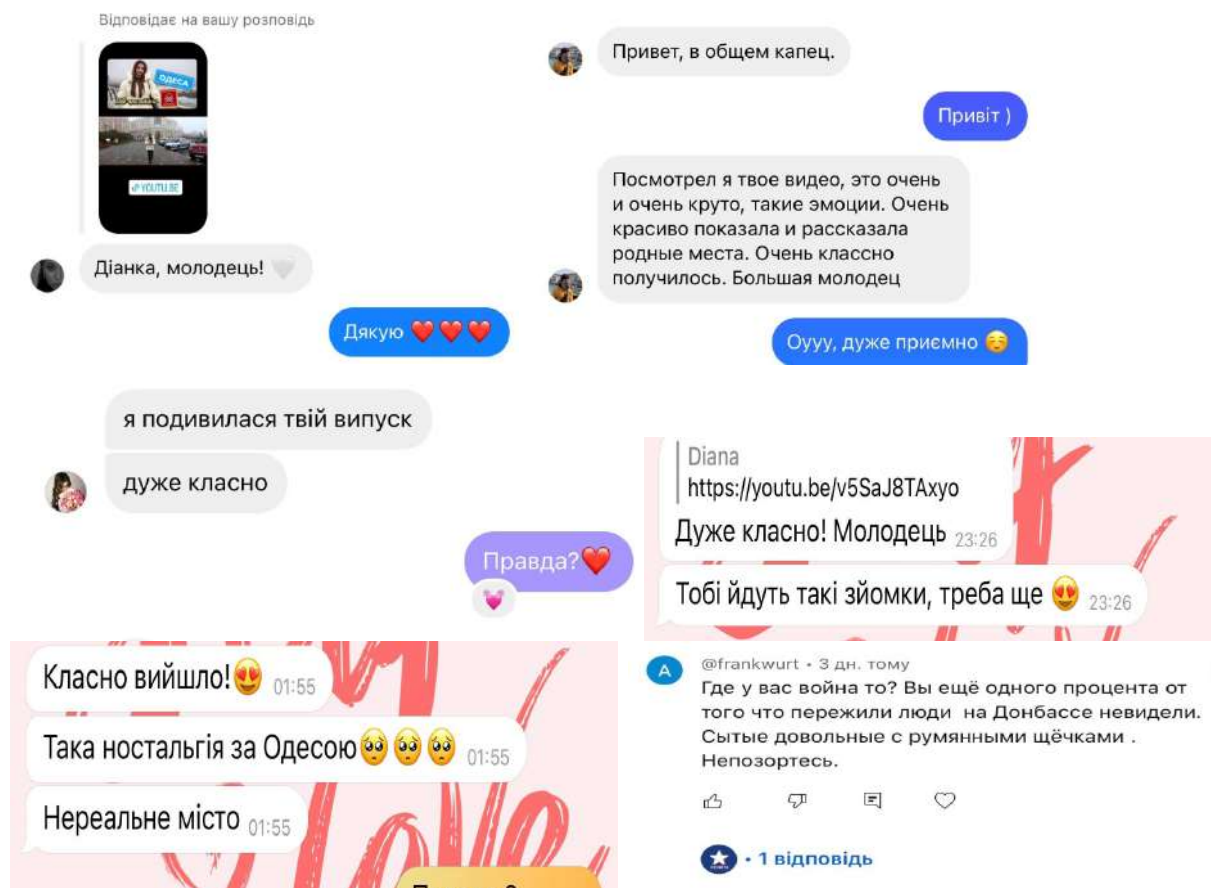 Відповідає на вашу розповідь
ОДЕСА
YOUTU.BE
Діанка, молодець!
Дякую ❤️❤️❤️
Привет, в общем капец.
Привіт )
Посмотрел я твое видео, это очень
и очень круто, такие эмоции. Очень
красиво показала и рассказала
родные места. Очень классно
получилось. Большая молодец
Оууу, дуже приємно ☺️
я подивилася твій випуск
дуже класно
Правда?❤️
Diana
https://youtu.be/v5SaJ8TAxyo
Дуже класно! Молодець 23:26
Тобі йдуть такі зйомки, треба ще 😍 23:26
Класно вийшло!😍 01:55
Така ностальгія за Одесою🥺🥺🥺 01:55
Нереальне місто 01:55
А
@frankwurt • 3 дн. тому
Где у вас война то? Вы ещё одного процента от
того что пережили люди на Донбассе невидели.
Сытые довольные с румянными щёчками .
Непозортесь.
• 1 відповідь